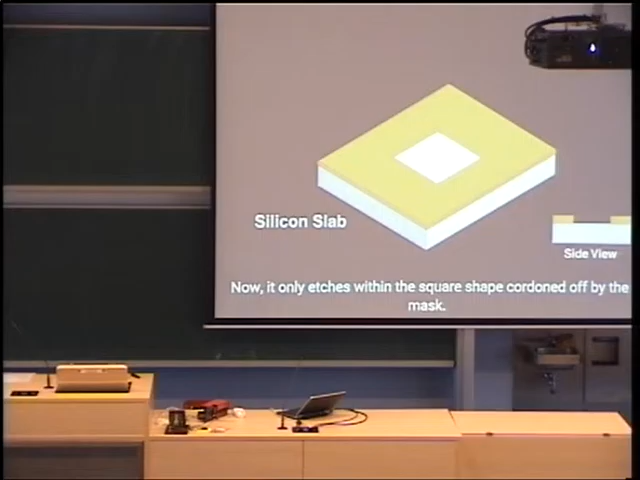 Silicon Slab
Side View
Now, it only etches within the square shape cordoned off by the
mask.